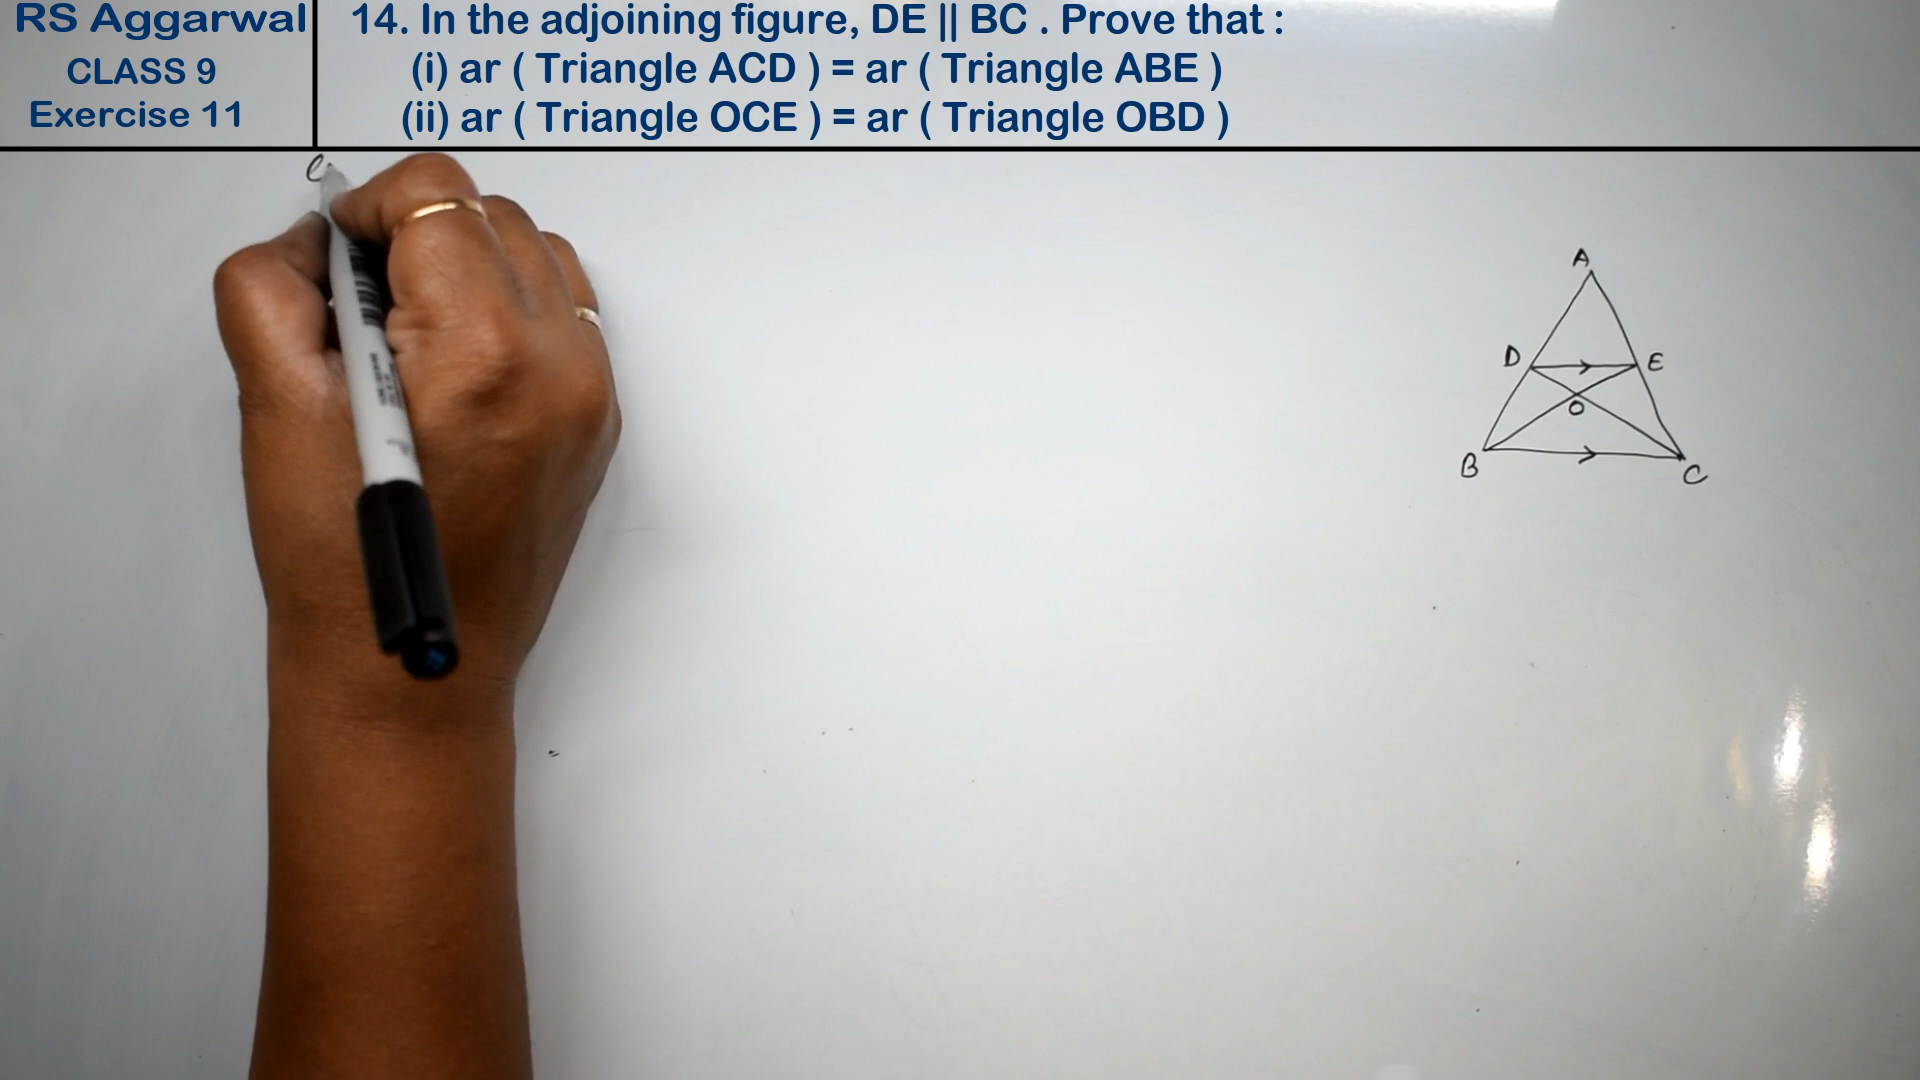 RS Aggarwal
CLASS 9
Exercise 11
14. In the adjoining figure, DE || BC . Prove that :
(i) ar ( Triangle ACD ) = ar ( Triangle ABE )
(ii) ar ( Triangle OCE ) = ar ( Triangle OBD )
A
D E
O
B C